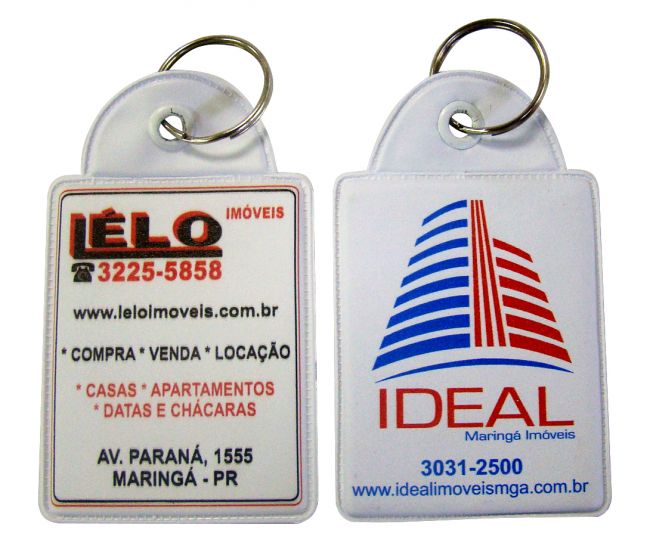 LÉLO IMÓVEIS
3225-5858
www.leloimoveis.com.br
* COMPRA * VENDA * LOCAÇÃO
* CASAS * APARTAMENTOS
* DATAS E CHÁCARAS
AV. PARANÁ, 1555
MARINGÁ - PR
IDEAL
Maringá Imóveis
3031-2500
www.idealimoveismga.com.br